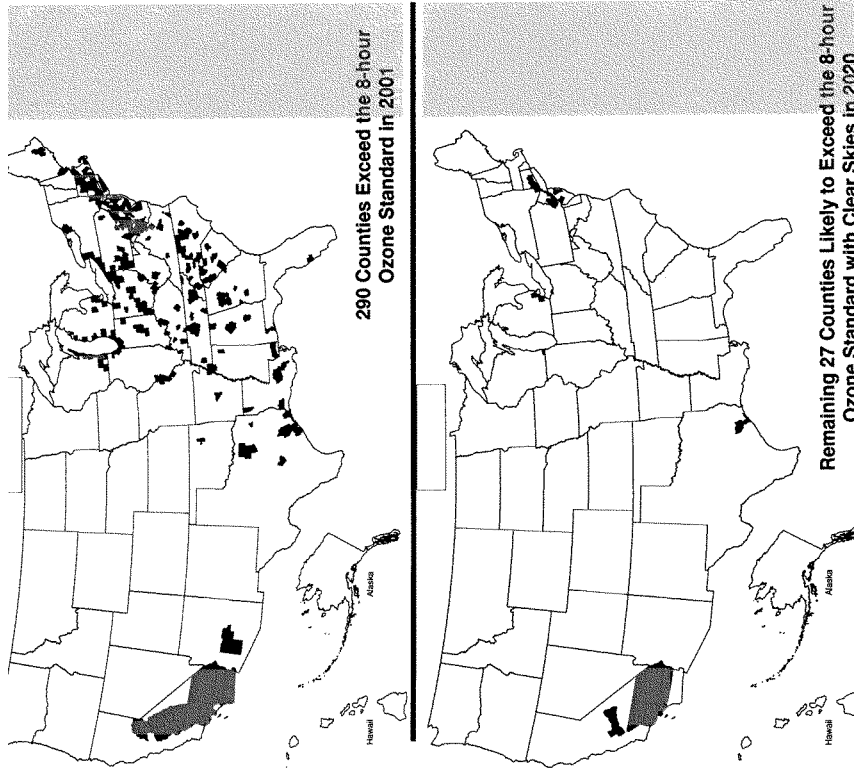 290 Counties Exceed the 8-hour
Ozone Standard in 2001
Alaska
Hawaii
Remaining 27 Counties Likely to Exceed the 8-hour
Ozone Standard with Clear Skies in 2020
Alaska
Hawaii